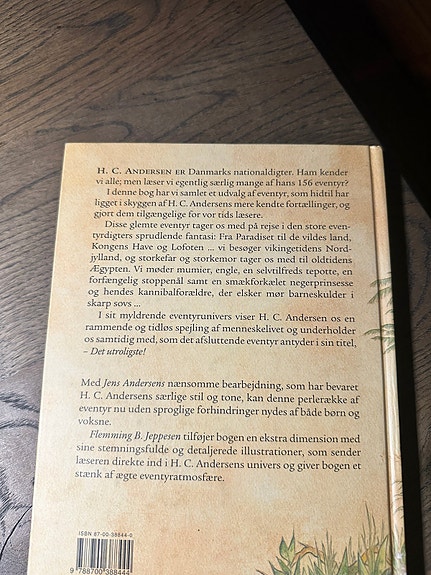 H. C. ANDERSEN ER Danmarks nationaldigter. Ham kender
vi alle; men læser vi egentlig særlig mange af hans 156 eventyr?
I denne bog har vi samlet et udvalg af eventyr, som hidtil har
ligget i skyggen af H. C. Andersens mere kendte fortællinger, og
gjort dem tilgængelige for vor tids læsere.
Disse glemte eventyr tager os med på rejse i den store even-
tyrdigters sprudlende fantasi: Fra Paradiset til de vildes land,
Kongens Have og Lofoten ... vi besøger vikingetidens Nord-
jylland, og storkefar og storkemor tager os med til oldtidens
Ægypten. Vi møder mumier, engle, en selvtilfreds tepotte, en
forfængelig stoppenål samt en smækforkælet negerprinsesse
og hendes kannibalforældre, der elsker mør barneskulder i
skarp sovs ...
I sit myldrende eventyrunivers viser H. C. Andersen os en
rammende og tidløs spejling af menneskelivet og underholder
os samtidig med, som det afsluttende eventyr antyder i sin titel,
– Det utroligste!
Med Jens Andersens nænsomme bearbejdning, som har bevaret
H. C. Andersens særlige stil og tone, kan denne perlerække af
eventyr nu uden sproglige forhindringer nydes af både børn og
voksne.
Flemming B. Jeppesen tilføjer bogen en ekstra dimension med
sine stemningsfulde og detaljerede illustrationer, som sender
læseren direkte ind i H. C. Andersens univers og giver bogen et
stænk af ægte eventyratmosfære.
ISBN 87-00-38844-0
9 788700 388444